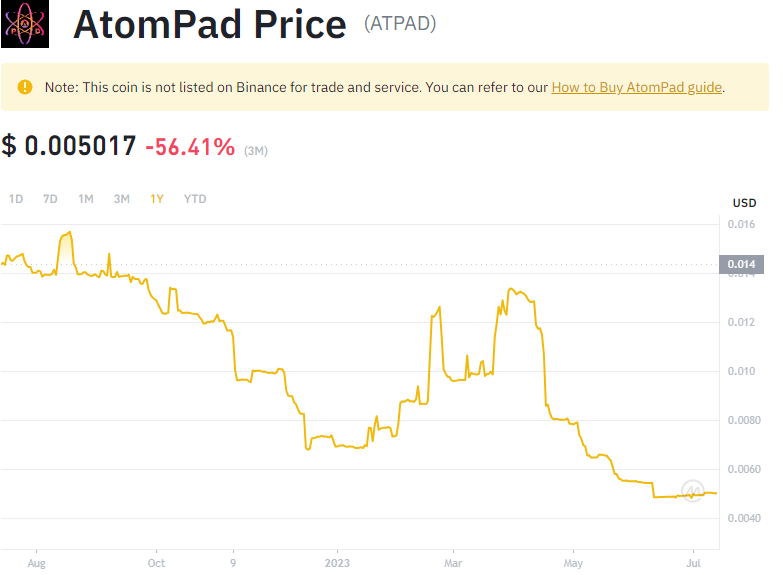 AtomPad Price (ATPAD)
Note: This coin is not listed on Binance for trade and service. You can refer to our How to Buy AtomPad guide.
$ 0.005017 -56.41% (3M)
1D 7D 1M 3M 1Y YTD
USD
0.016
0.014
0.012
0.010
0.0080
0.0060
0.0040
Aug Oct 9 2023 Mar May Jul